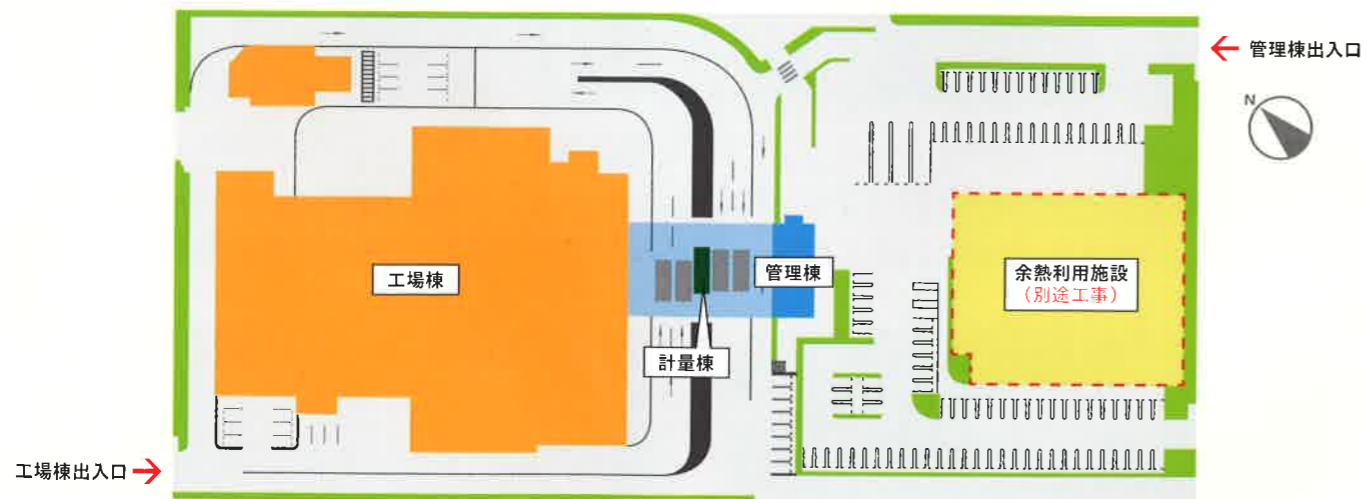 管理棟出入口
N
工場棟
管理棟
余熱利用施設
(別途工事)
計量棟
工場棟出入口